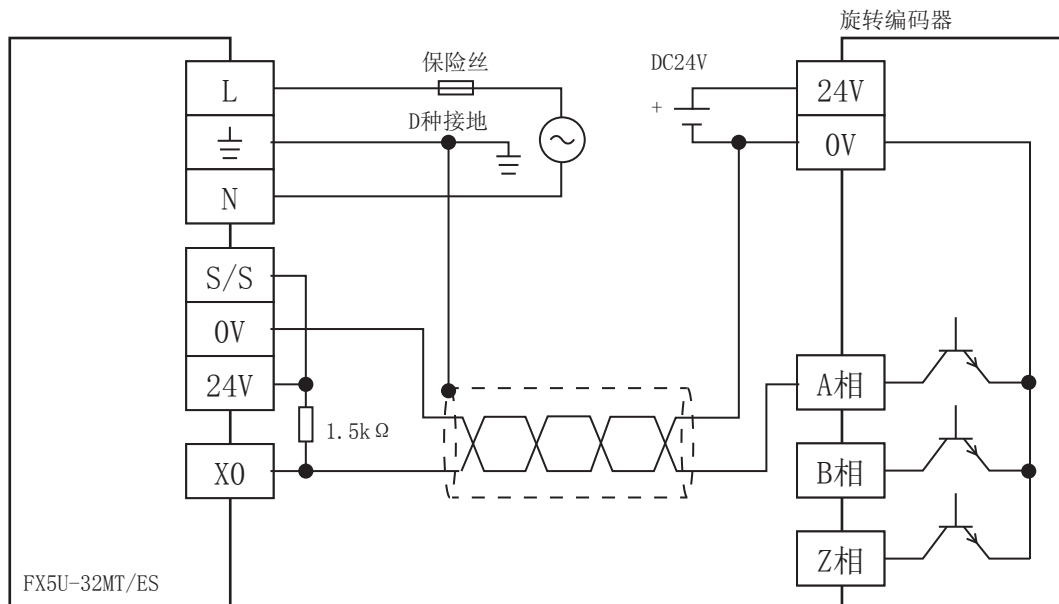 旋转编码器
L
N
保险丝
D种接地
DC24V
+
24V
0V
S/S
0V
24V
X0
1.5kΩ
A相
B相
Z相
FX5U-32MT/ES